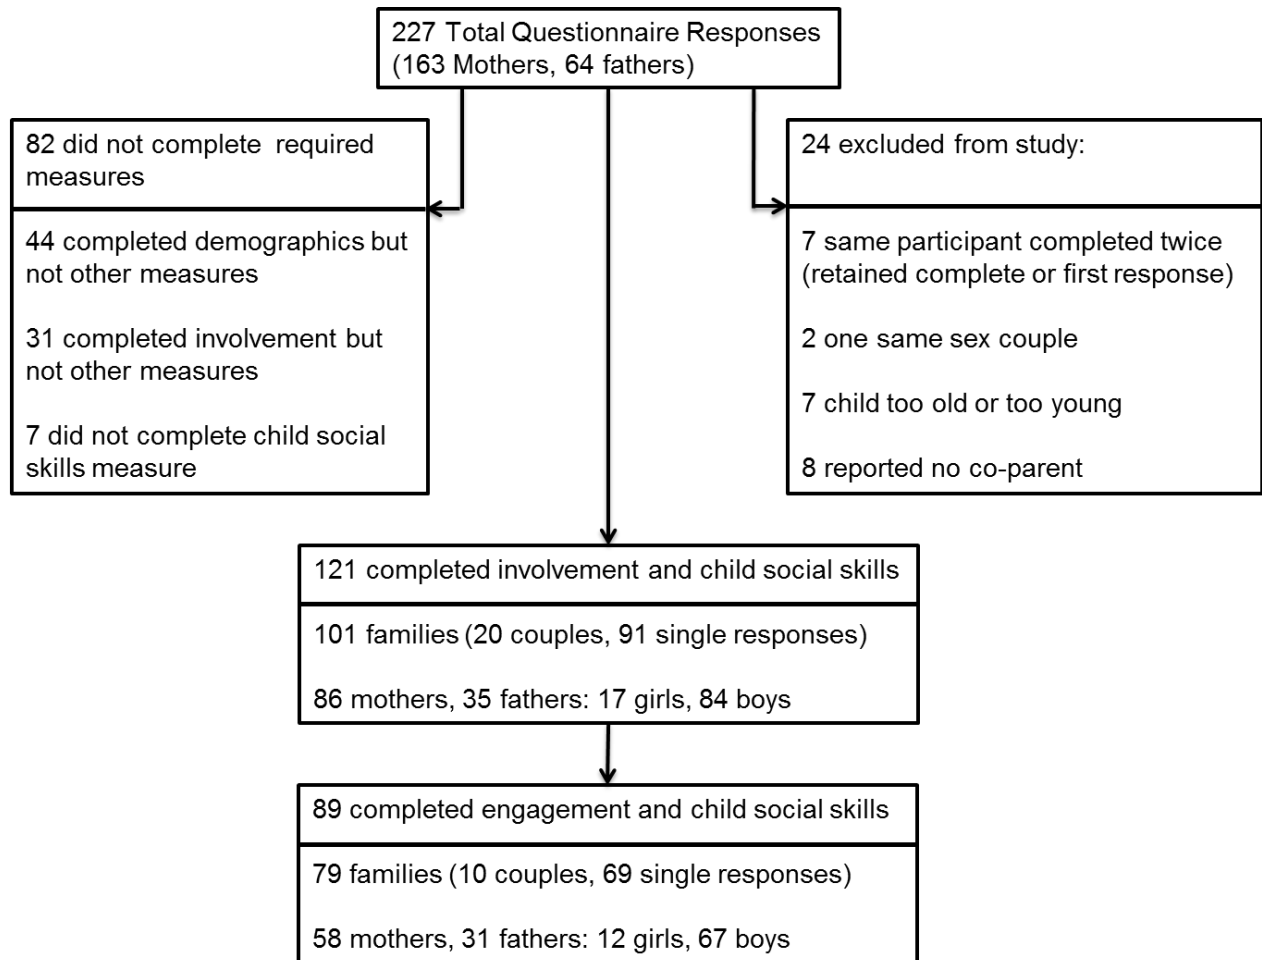 227 Total Questionnaire Responses
(163 Mothers, 64 fathers)
82 did not complete required
measures
44 completed demographics but
not other measures
31 completed involvement but
not other measures
7 did not complete child social
skills measure
24 excluded from study:
7 same participant completed twice
(retained complete or first response)
2 one same sex couple
7 child too old or too young
8 reported no co-parent
121 completed involvement and child social skills
101 families (20 couples, 91 single responses)
86 mothers, 35 fathers: 17 girls, 84 boys
89 completed engagement and child social skills
79 families (10 couples, 69 single responses)
58 mothers, 31 fathers: 12 girls, 67 boys